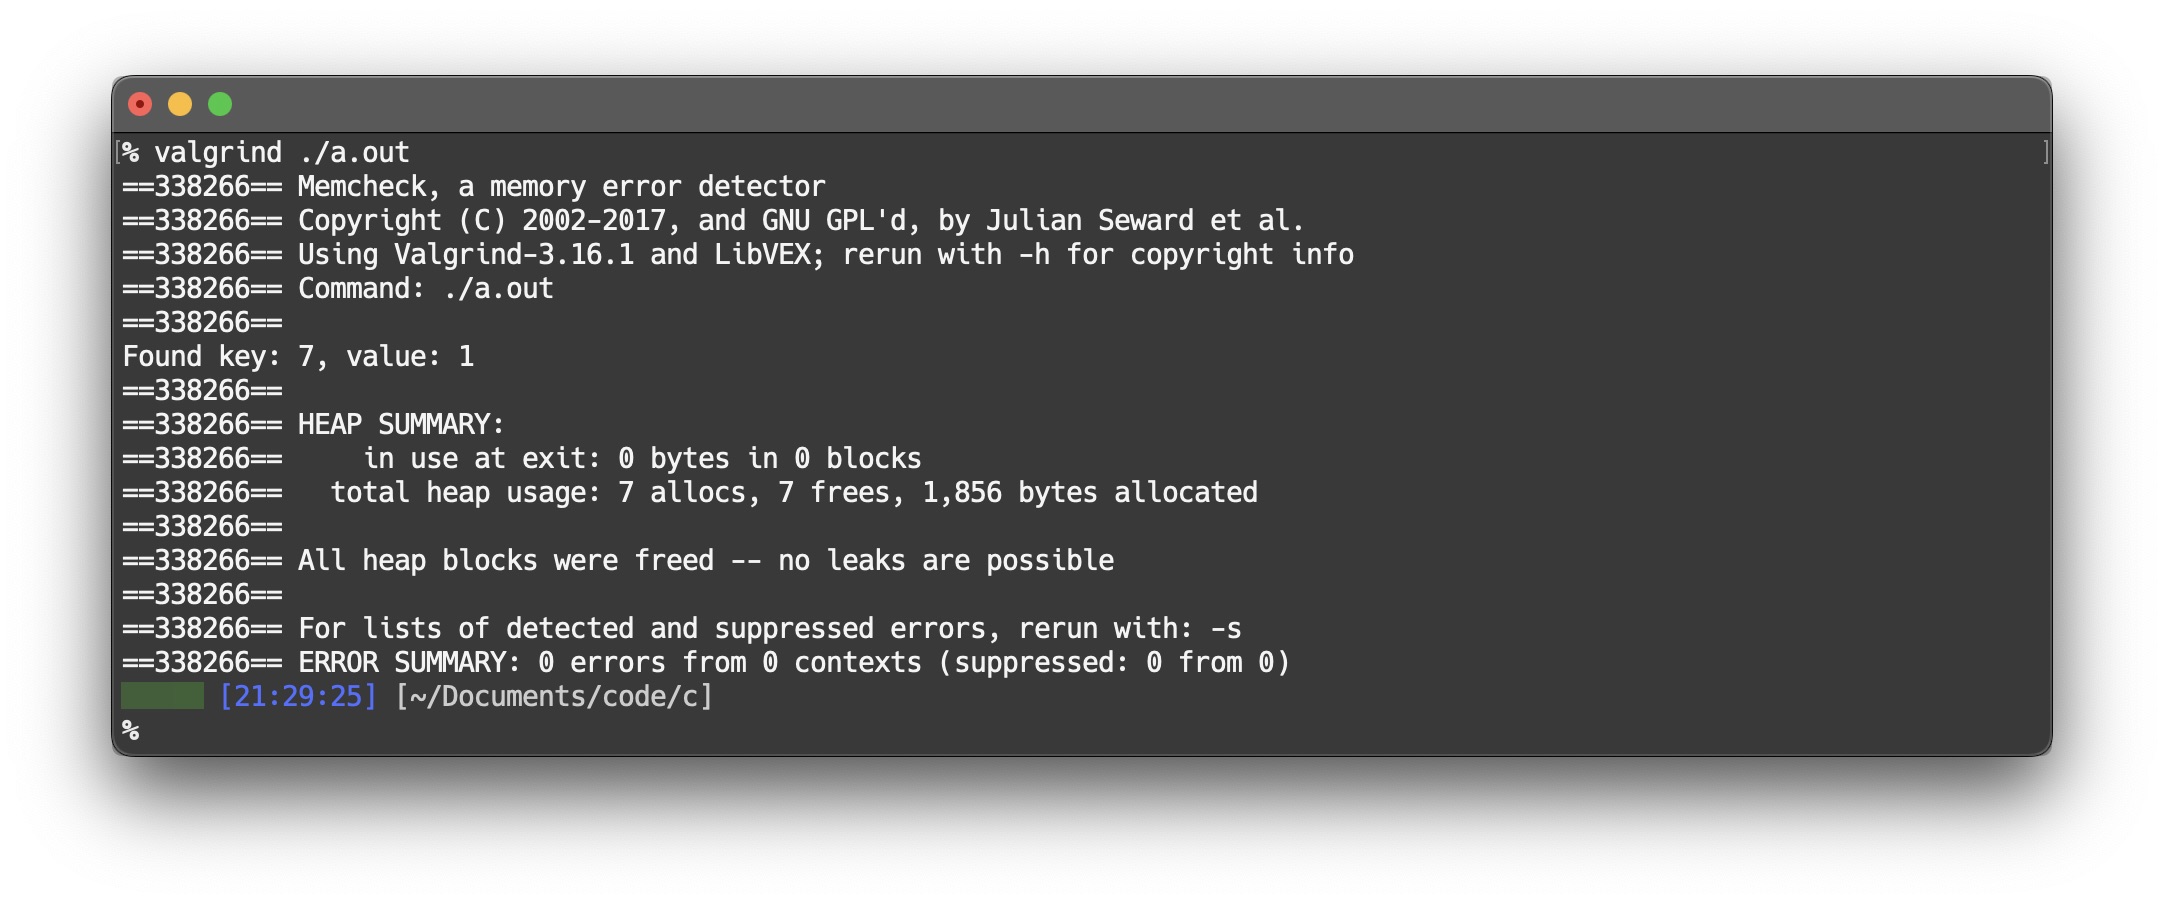 [% valgrind ./a.out ]
==338266== Memcheck, a memory error detector
==338266== Copyright (C) 2002-2017, and GNU GPL'd, by Julian Seward et al.
==338266== Using Valgrind-3.16.1 and LibVEX; rerun with -h for copyright info
==338266== Command: ./a.out
==338266==
Found key: 7, value: 1
==338266==
==338266== HEAP SUMMARY:
==338266==     in use at exit: 0 bytes in 0 blocks
==338266==   total heap usage: 7 allocs, 7 frees, 1,856 bytes allocated
==338266==
==338266== All heap blocks were freed -- no leaks are possible
==338266==
==338266== For lists of detected and suppressed errors, rerun with: -s
==338266== ERROR SUMMARY: 0 errors from 0 contexts (suppressed: 0 from 0)
[21:29:25] [~/Documents/code/c]
%